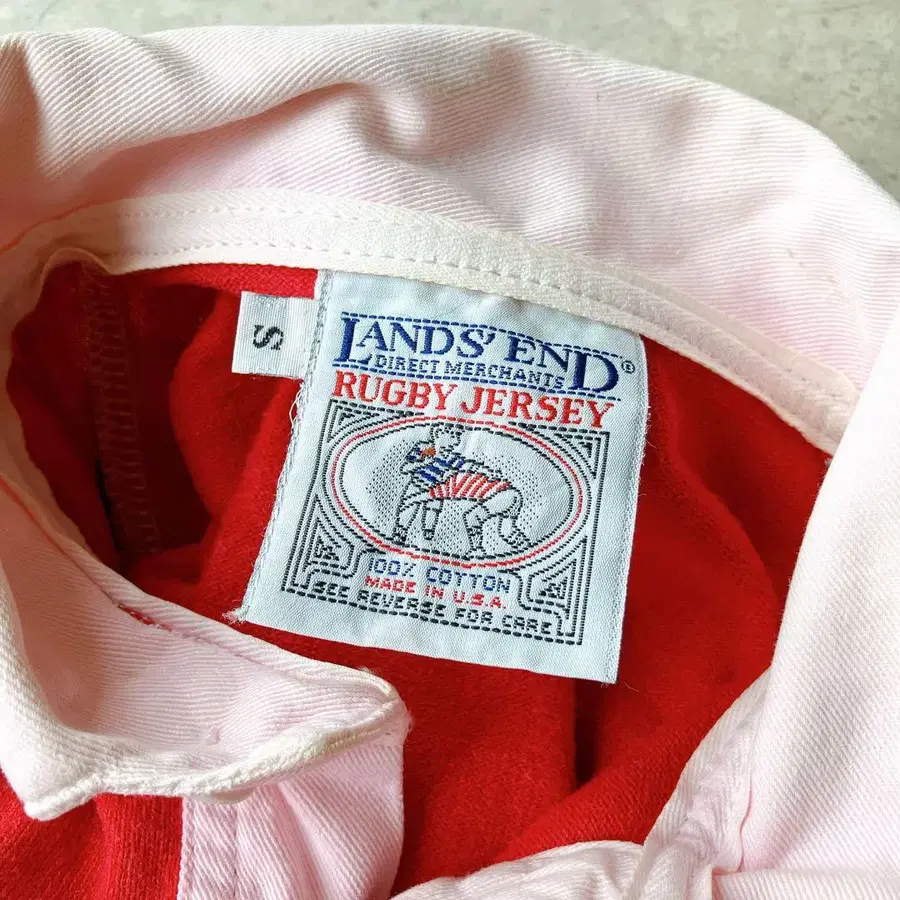 S
LANDS' END®
DIRECT MERCHANTS
RUGBY JERSEY
100% COTTON
MADE IN U.S.A.
SEE REVERSE FOR CARE